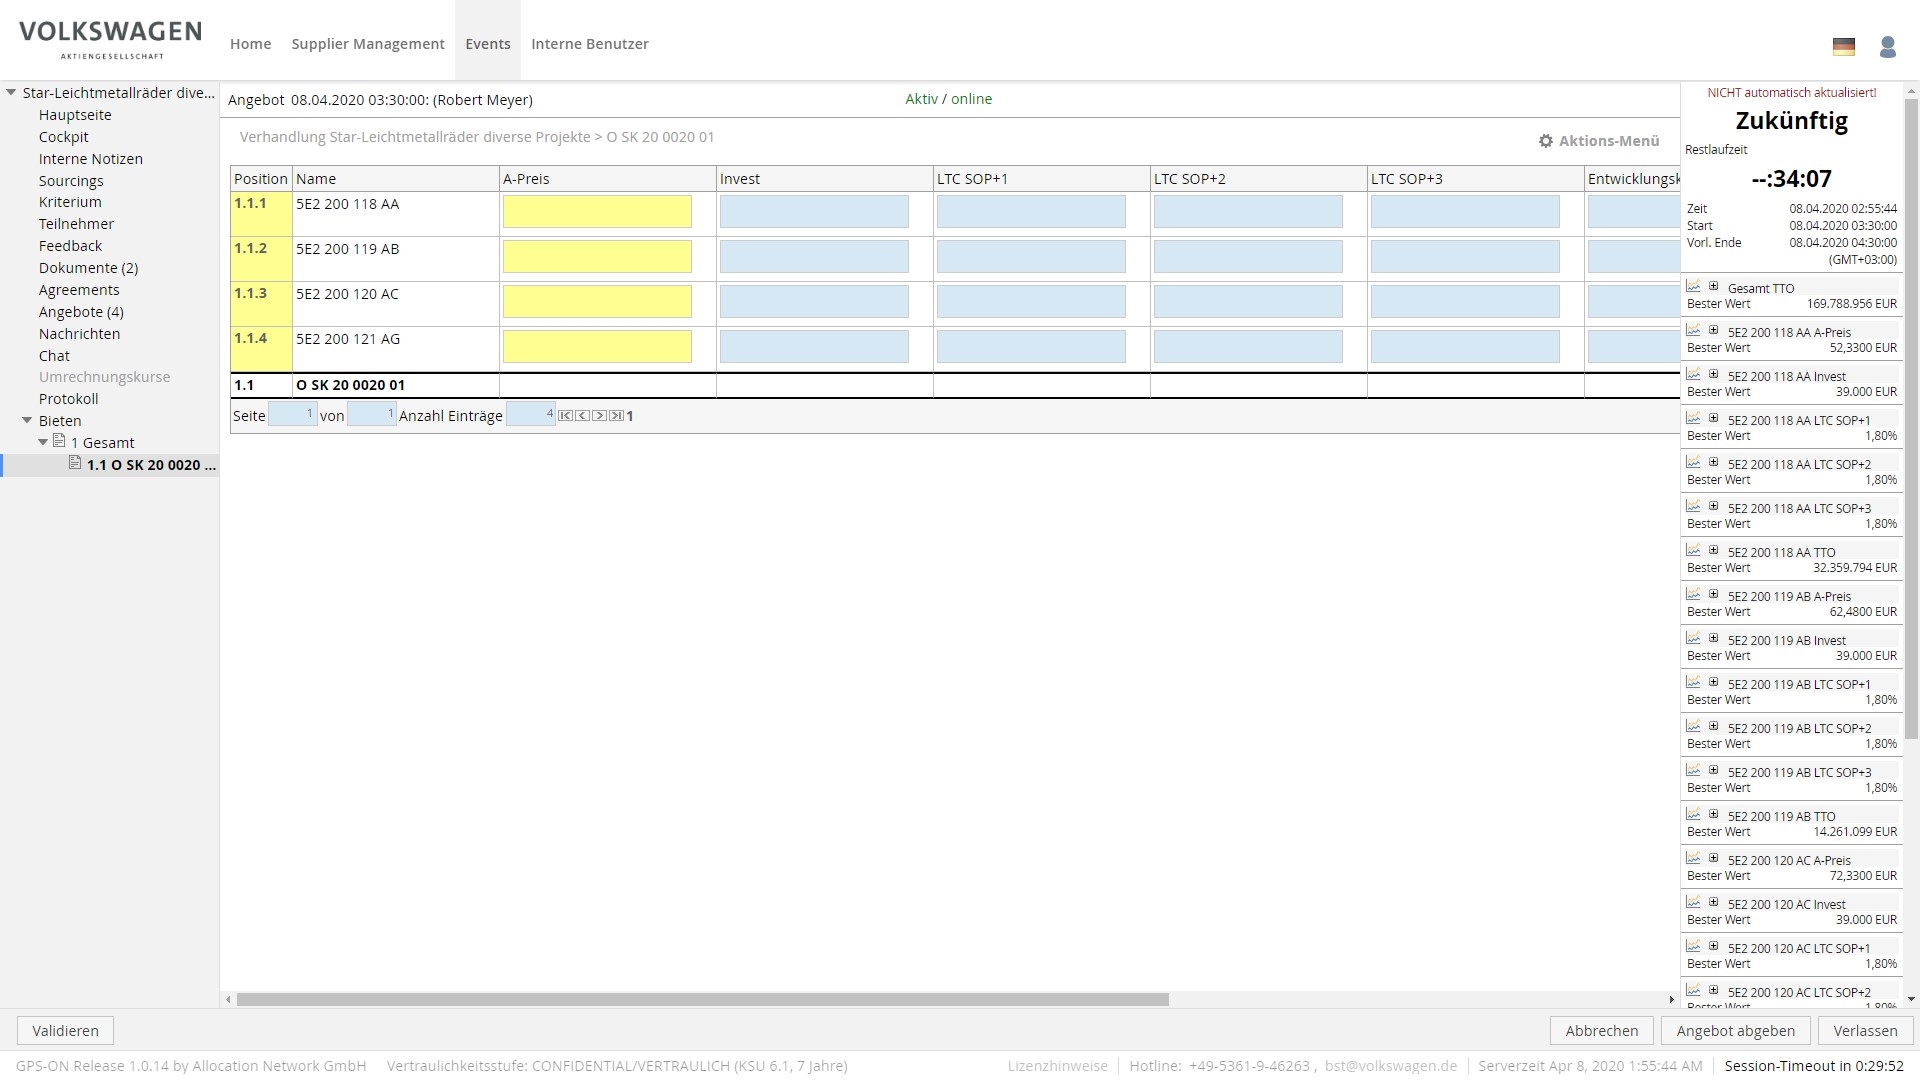 VOLKSWAGEN
AKTIENGESELLSCHAFT
Home Supplier Management Events Interne Benutzer
Star-Leichtmetallräder dive...
Hauptseite
Cockpit
Interne Notizen
Sourcings
Kriterium
Teilnehmer
Feedback
Dokumente (2)
Agreements
Angebote (4)
Nachrichten
Chat
Umrechnungskurse
Protokoll
Bieten
1 Gesamt
1.1 O SK 20 0020 ...
Angebot 08.04.2020 03:30:00: (Robert Meyer)
Aktiv / online
Verhandlung Star-Leichtmetallräder diverse Projekte > O SK 20 0020 01
Aktions-Menü
Position Name A-Preis Invest LTC SOP+1 LTC SOP+2 LTC SOP+3 Entwicklungsk
1.1.1 5E2 200 118 AA
1.1.2 5E2 200 119 AB
1.1.3 5E2 200 120 AC
1.1.4 5E2 200 121 AG
1.1 O SK 20 0020 01
Seite 1 von 1 Anzahl Einträge 4 1
NICHT automatisch aktualisiert!
Zukünftig
Restlaufzeit
--:34:07
Zeit 08.04.2020 02:55:44
Start 08.04.2020 03:30:00
Vorl. Ende 08.04.2020 04:30:00
(GMT+03:00)
Gesamt TTO
Bester Wert 169.788.956 EUR
5E2 200 118 AA A-Preis
Bester Wert 52,3300 EUR
5E2 200 118 AA Invest
Bester Wert 39.000 EUR
5E2 200 118 AA LTC SOP+1
Bester Wert 1,80%
5E2 200 118 AA LTC SOP+2
Bester Wert 1,80%
5E2 200 118 AA LTC SOP+3
Bester Wert 1,80%
5E2 200 118 AA TTO
Bester Wert 32.359.794 EUR
5E2 200 119 AB A-Preis
Bester Wert 62,4800 EUR
5E2 200 119 AB Invest
Bester Wert 39.000 EUR
5E2 200 119 AB LTC SOP+1
Bester Wert 1,80%
5E2 200 119 AB LTC SOP+2
Bester Wert 1,80%
5E2 200 119 AB LTC SOP+3
Bester Wert 1,80%
5E2 200 119 AB TTO
Bester Wert 14.261.099 EUR
5E2 200 120 AC A-Preis
Bester Wert 72,3300 EUR
5E2 200 120 AC Invest
Bester Wert 39.000 EUR
5E2 200 120 AC LTC SOP+1
Bester Wert 1,80%
5E2 200 120 AC LTC SOP+2
Bester Wert 1,80%
Validieren Abbrechen Angebot abgeben Verlassen
GPS-ON Release 1.0.14 by Allocation Network GmbH Vertraulichkeitsstufe: CONFIDENTIAL/VERTRAULICH (KSU 6.1, 7 Jahre) Lizenzhinweise Hotline: +49-5361-9-46263 , bst@volkswagen.de Serverzeit Apr 8, 2020 1:55:44 AM Session-Timeout in 0:29:52